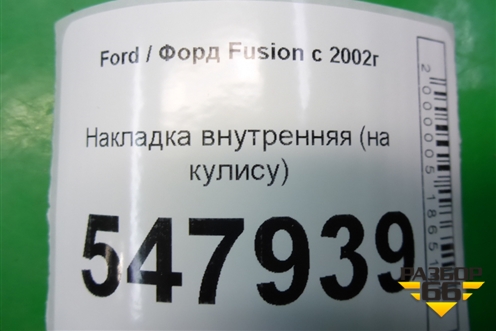 Ford / Форд Fusion с 2002г
Накладка внутренняя (на
кулису)
547939
РАЗБОР
66